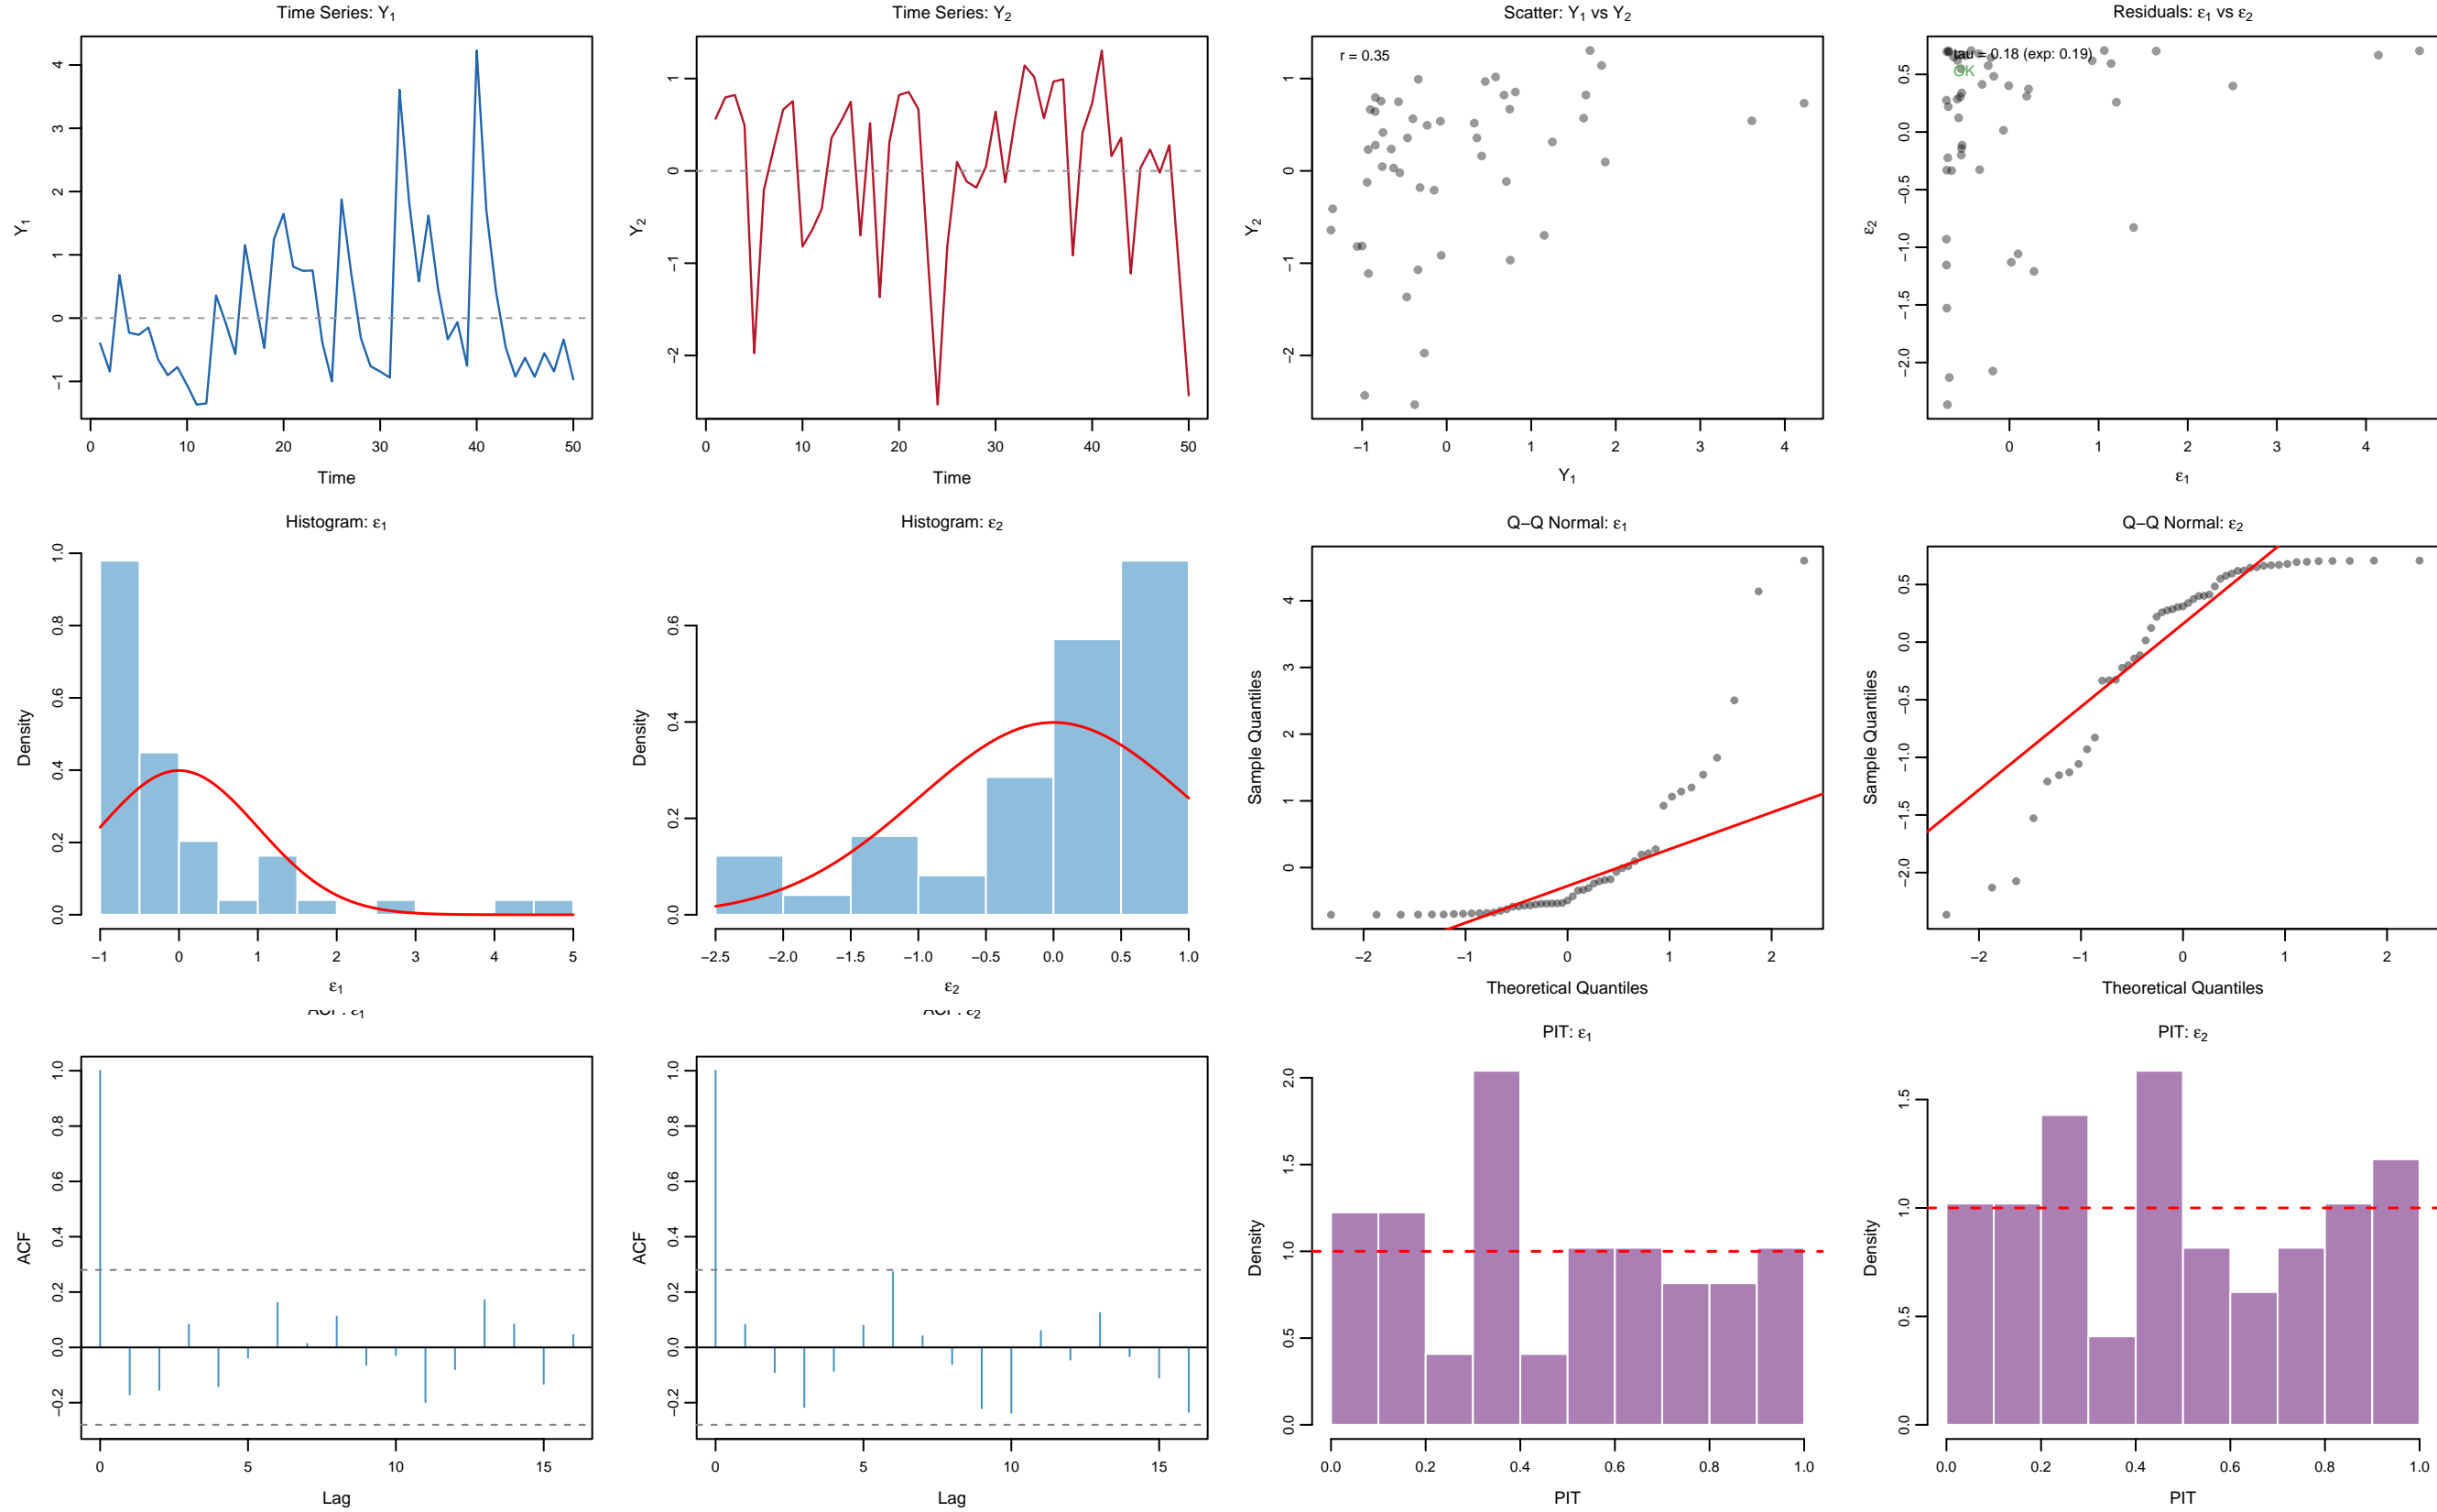 Time Series: Y1
Time Series: Y2
Scatter: Y1 vs Y2
Residuals: ε1 vs ε2
Y1
−1 0 1 2 3 4
0 10 20 30 40 50
Time
Y2
−2 −1 0 1
0 10 20 30 40 50
Time
r = 0.35
Y2
−2 −1 0 1
−1 0 1 2 3 4
Y1
tau = 0.18 (exp: 0.19)
OK
ε2
−2.0 −1.5 −1.0 −0.5 0.0 0.5
0 1 2 3 4
ε1
Histogram: ε1
Histogram: ε2
Q−Q Normal: ε1
Q−Q Normal: ε2
Density
0.0 0.2 0.4 0.6 0.8 1.0
−1 0 1 2 3 4 5
ε1
Density
0.0 0.2 0.4 0.6
−2.5 −2.0 −1.5 −1.0 −0.5 0.0 0.5 1.0
ε2
Sample Quantiles
0 1 2 3 4
−2 −1 0 1 2
Theoretical Quantiles
Sample Quantiles
−2.0 −1.5 −1.0 −0.5 0.0 0.5
−2 −1 0 1 2
Theoretical Quantiles
ACF: ε1
ACF: ε2
PIT: ε1
PIT: ε2
ACF
−0.2 0.0 0.2 0.4 0.6 0.8 1.0
0 5 10 15
Lag
ACF
−0.2 0.0 0.2 0.4 0.6 0.8 1.0
0 5 10 15
Lag
Density
0.0 0.5 1.0 1.5 2.0
0.0 0.2 0.4 0.6 0.8 1.0
PIT
Density
0.0 0.5 1.0 1.5
0.0 0.2 0.4 0.6 0.8 1.0
PIT